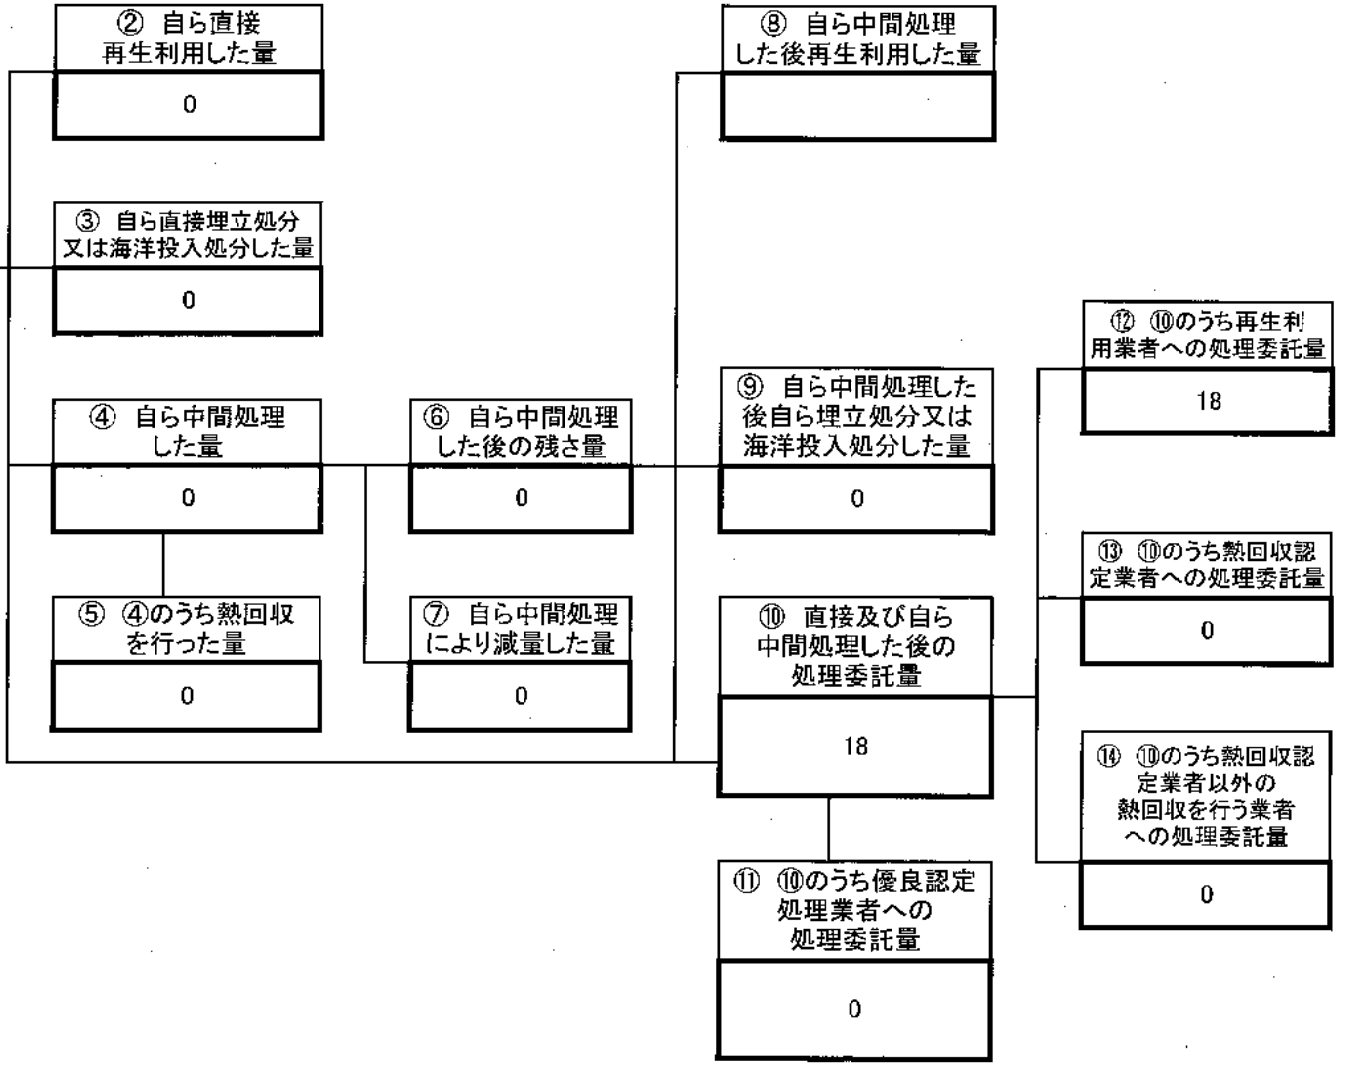 ② 自ら直接
再生利用した量
0
③ 自ら直接埋立処分
又は海洋投入処分した量
0
④ 自ら中間処理
した量
0
⑤ ④のうち熱回収
を行った量
0
⑥ 自ら中間処理
した後の残さ量
0
⑦ 自ら中間処理
により減量した量
0
⑧ 自ら中間処理
した後再生利用した量
⑨ 自ら中間処理した
後自ら埋立処分又は
海洋投入処分した量
0
⑩ 直接及び自ら
中間処理した後の
処理委託量
18
⑪ ⑩のうち優良認定
処理業者への
処理委託量
0
⑫ ⑩のうち再生利
用業者への処理委託量
18
⑬ ⑩のうち熱回収認
定業者への処理委託量
0
⑭ ⑩のうち熱回収認
定業者以外の
熱回収を行う業者
への処理委託量
0